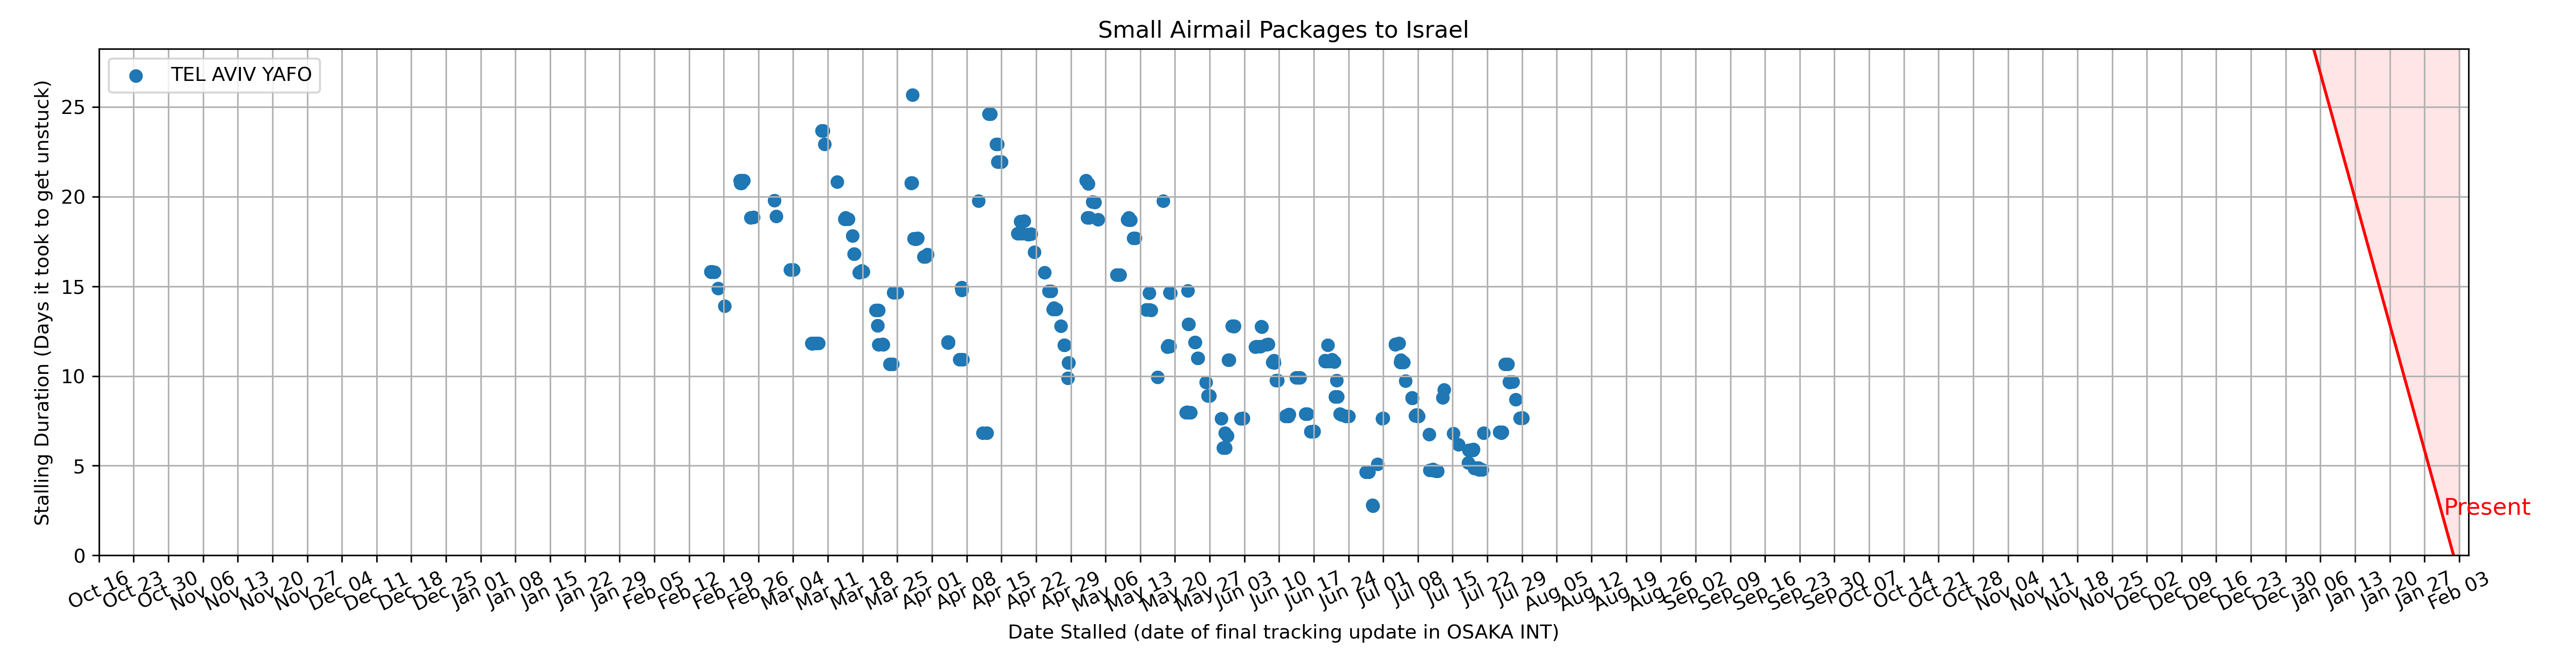 Small Airmail Packages to Israel
TEL AVIV YAFO
Stalling Duration (Days it took to get unstuck)
25
20
15
10
5
0
Present
Oct 16
Oct 23
Oct 30
Nov 06
Nov 13
Nov 20
Nov 27
Dec 04
Dec 11
Dec 18
Dec 25
Jan 01
Jan 08
Jan 15
Jan 22
Jan 29
Feb 05
Feb 12
Feb 19
Feb 26
Mar 04
Mar 11
Mar 18
Mar 25
Apr 01
Apr 08
Apr 15
Apr 22
Apr 29
May 06
May 13
May 20
May 27
Jun 03
Jun 10
Jun 17
Jun 24
Jul 01
Jul 08
Jul 15
Jul 22
Jul 29
Aug 05
Aug 12
Aug 19
Aug 26
Sep 02
Sep 09
Sep 16
Sep 23
Sep 30
Oct 07
Oct 14
Oct 21
Oct 28
Nov 04
Nov 11
Nov 18
Nov 25
Dec 02
Dec 09
Dec 16
Dec 23
Dec 30
Jan 06
Jan 13
Jan 20
Jan 27
Feb 03
Date Stalled (date of final tracking update in OSAKA INT)